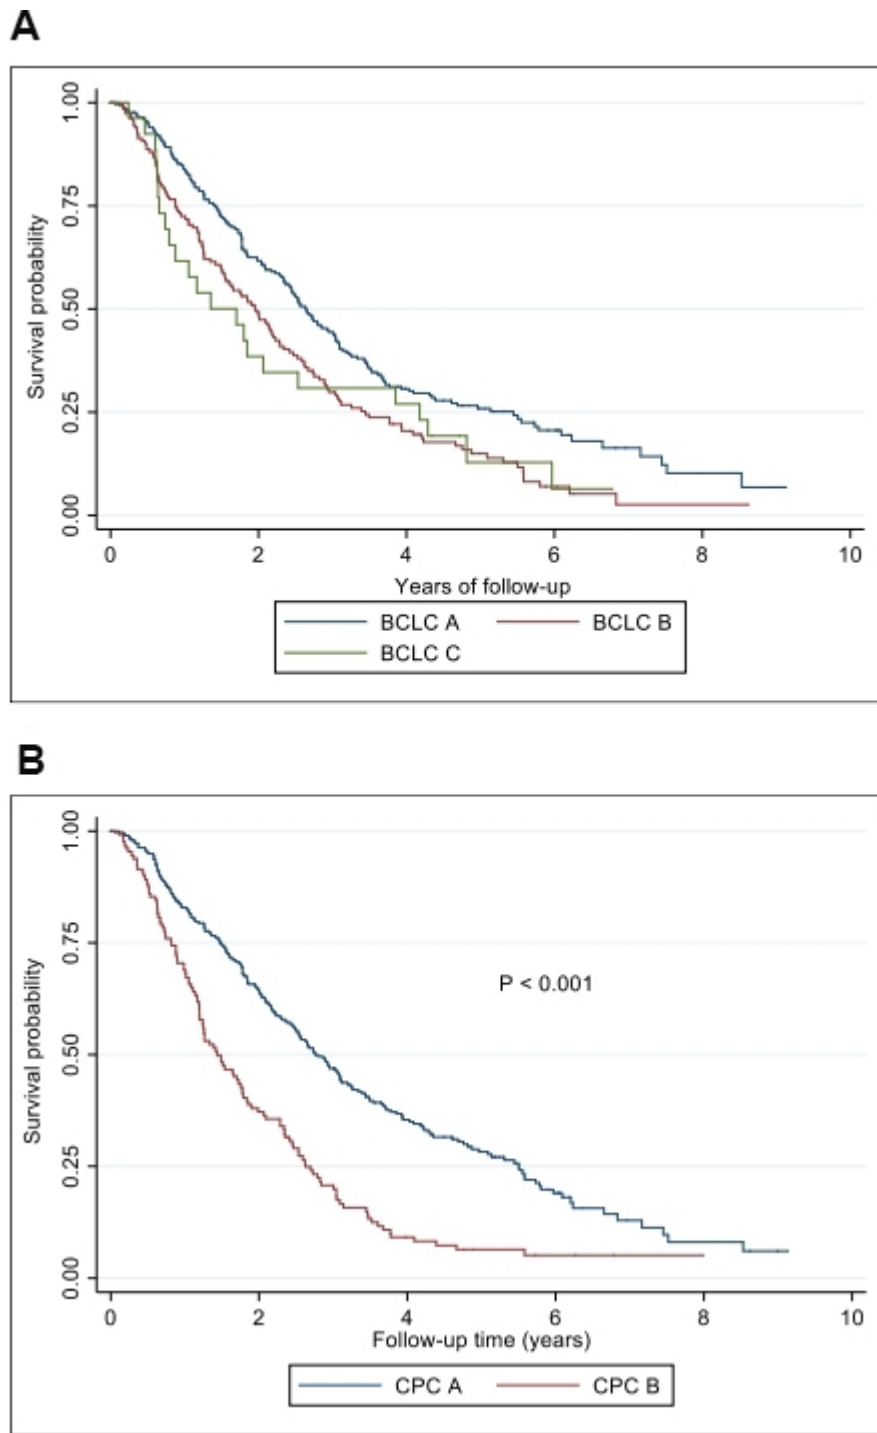 A
1.00
0.75
0.50
0.25
0.00
Survival probability
0 2 4 6 8 10
Years of follow-up
BCLC A BCLC B
BCLC C
B
1.00
0.75
0.50
0.25
0.00
Survival probability
P < 0.001
0 2 4 6 8 10
Follow-up time (years)
CPC A CPC B